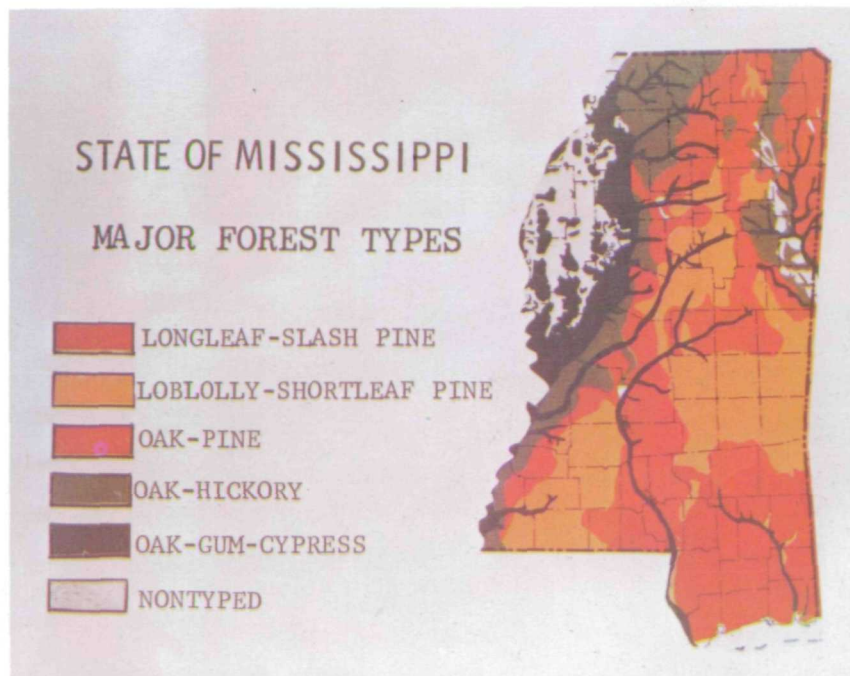 STATE OF MISSISSIPPI
MAJOR FOREST TYPES
LONGLEAF-SLASH PINE
LOBLOLLY-SHORTLEAF PINE
OAK-PINE
OAK-HICKORY
OAK-GUM-CYPRESS
NONTYPED